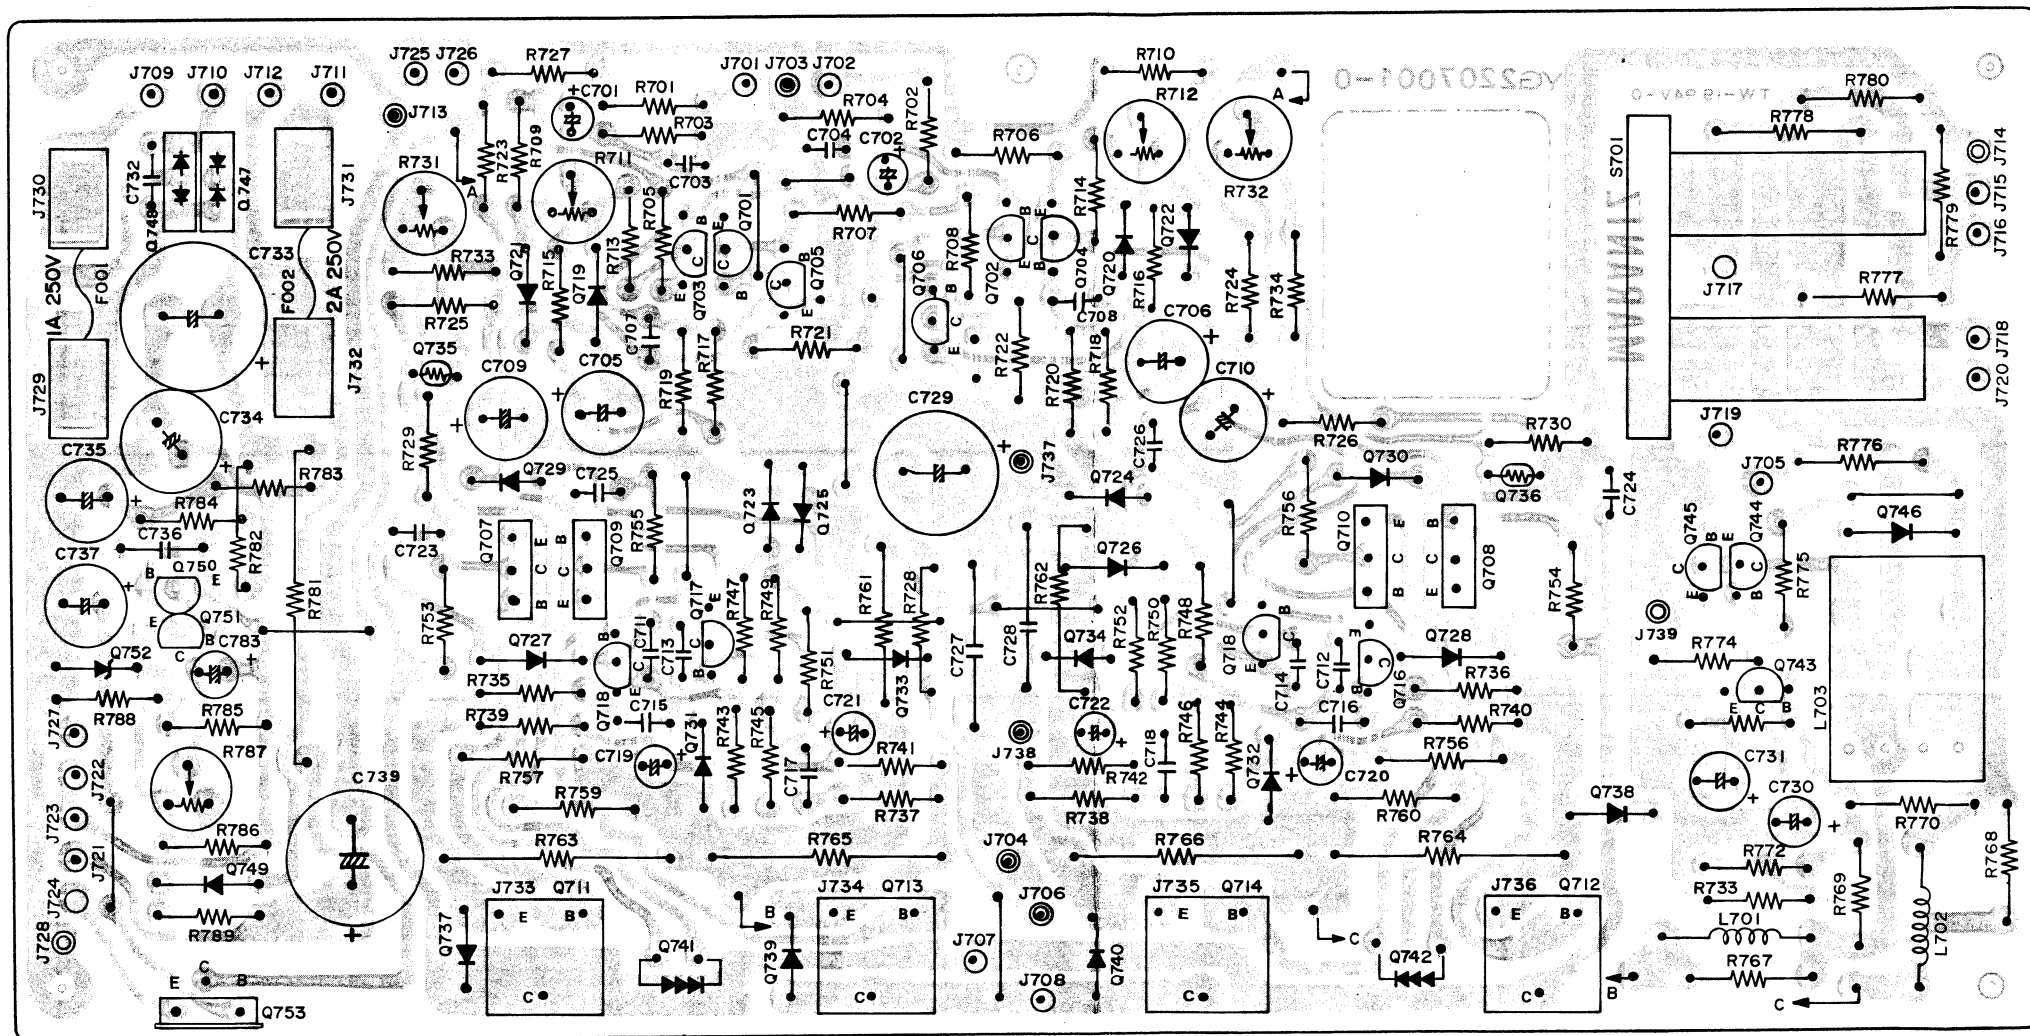 J709
J710
J712
J711
J725
J726
R727
J701
J703
J702
R710
YG2207001-0
TW-1994V-0
R780
C701
R701
R704
R702
R712
A
R778
J713
R703
C704
C702
R706
J714
J730
C732
Q748
Q747
J731
R731
A
R723
R709
R711
C703
R705
Q701
R714
R732
S701
MARANZ
R779
J715
J716
1A 250V
F001
C733
F002
2A 250V
R733
Q721
R715
Q719
R713
Q703
Q705
R707
Q706
R708
Q702
Q704
Q720
R716
Q722
R724
R734
J717
R777
R725
C707
R717
R721
R722
C708
C706
J729
J732
Q735
C709
C705
R719
R720
R718
C710
J718
J720
C734
C729
C726
R726
R730
J719
R776
C735
R783
R729
Q729
C725
J737
Q724
Q730
Q736
C724
J705
R784
C736
R782
C723
Q707
E
C
B
Q709
B
C
E
R755
Q723
Q725
Q726
R756
Q710
E
C
B
Q708
B
C
E
Q745
Q744
Q746
C737
Q750
B
E
Q751
E
B
C
R781
R753
Q717
R747
R749
R761
R728
R762
R752
R750
R748
R754
R775
J739
C783
Q752
Q727
C711
C713
R751
C727
C728
Q734
Q718
C714
C712
Q716
Q728
R774
Q743
E
C
B
L703
R788
R735
R736
J727
R785
R739
Q718
C715
Q731
R743
R745
C721
Q733
C722
C718
R746
R744
C716
R740
J722
R787
C739
R757
C719
C717
R741
J738
R742
Q732
C720
R756
C731
J723
R759
R737
R738
R760
Q738
C730
R770
R768
J721
R786
R763
R765
J704
R766
R764
R772
J724
Q749
J733
Q711
J734
Q713
J706
J735
Q714
J736
Q712
R733
R769
J728
R789
Q737
E
B
C
Q741
B
Q739
E
B
C
J707
Q740
E
B
C
C
Q742
E
B
C
B
L701
L702
R767
C
J708
E
C
B
Q753